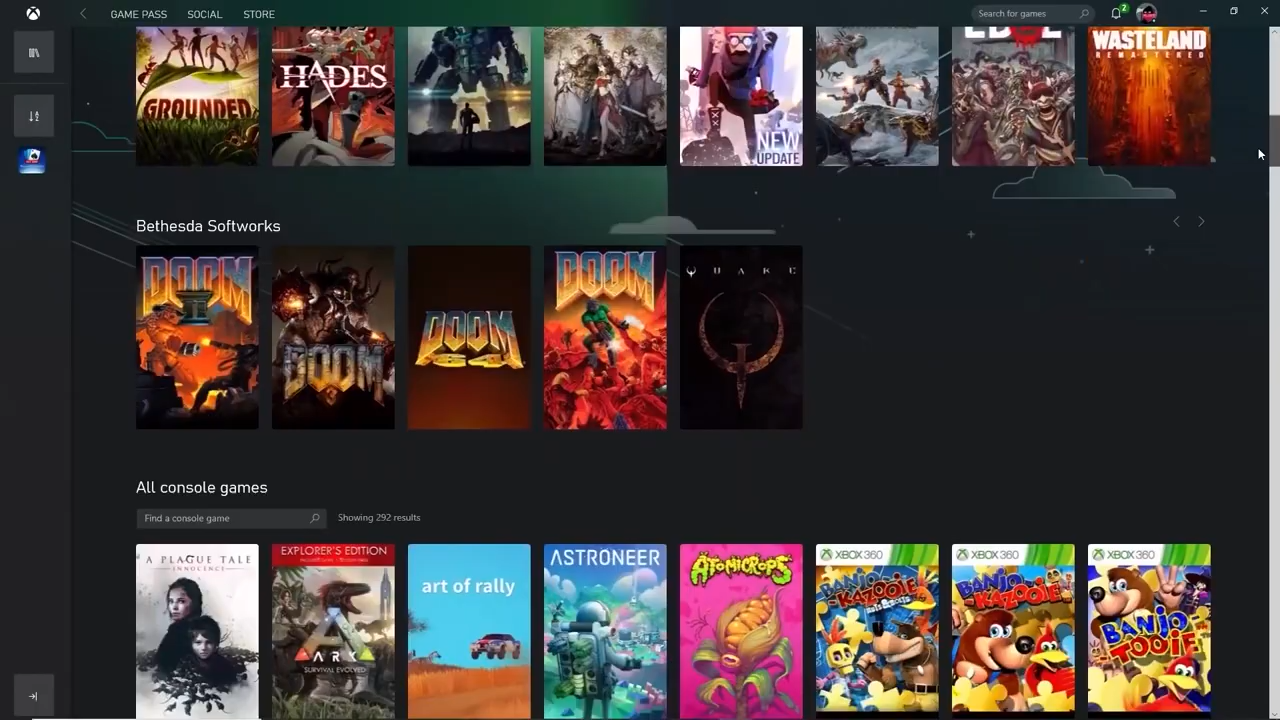 GAME PASS SOCIAL STORE
Search for games
2
GROUNDED
HADES
NEW
UPDATE
WASTELAND
REMASTERED
Bethesda Softworks
DOOM
II
DOOM
3
DOOM
64
DOOM
QUAKE
All console games
Find a console game
Showing 292 results
A PLAGUE TALE
INNOCENCE
EXPLORER'S EDITION
ARK
SURVIVAL EVOLVED
art of rally
ASTRONEER
ATOMICROPS
XBOX 360
BANJO
KAZOOIE
Nuts & Bolts
XBOX 360
BANJO
KAZOOIE
XBOX 360
BANJO
TOOIE